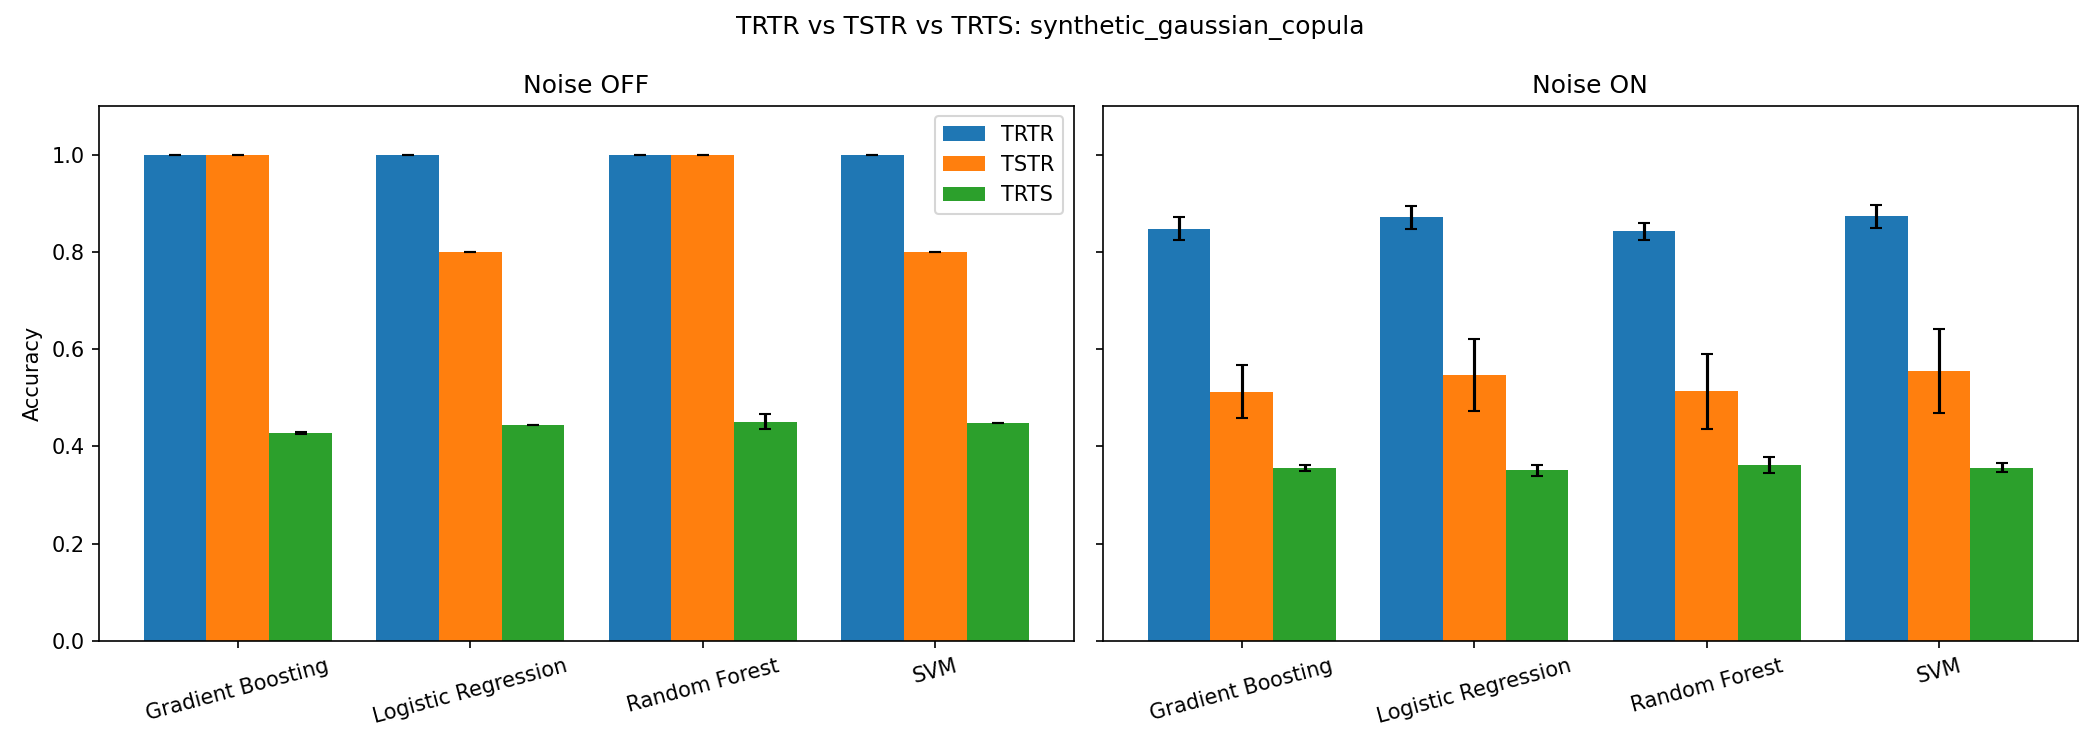 TRTR vs TSTR vs TRTS: synthetic_gaussian_copula
Noise OFF
Noise ON
TRTR
TSTR
TRTS
Accuracy
1.0
0.8
0.6
0.4
0.2
0.0
Gradient Boosting
Logistic Regression
Random Forest
SVM
Gradient Boosting
Logistic Regression
Random Forest
SVM